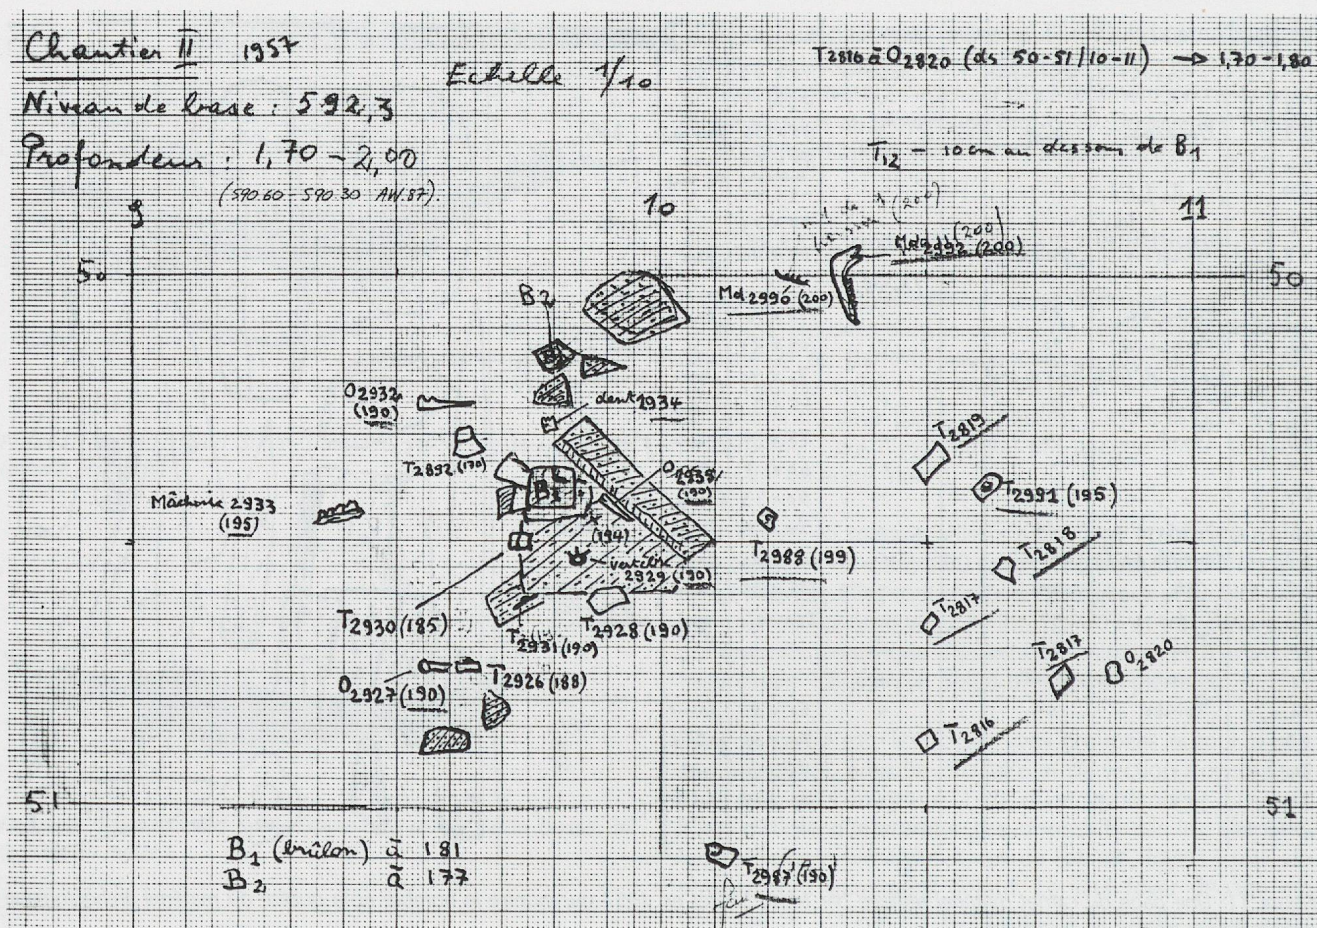 Chantier II 1957
Echelle 1/10
T2816 à O2820 (ds 50-51/10-11) → 1,70-1,80
Niveau de base : 592,3
Profondeur : 1,70 - 2,00
(590.60 - 590.30 AW.87).
T12 - 10 cm au dessous de B1
9
10
11
(200)
(200)
Md 2992 (200)
50
50
Md 2990 (200)
B2
O2932
(190)
dent 2934
T2819
T2892 (170)
(190)
T2991 (195)
Mâchoire 2933
(195)
B1
X
(194)
T2988 (199)
T2818
vertèbre
2929 (190)
T2817
T2930 (185)
T2931 (190)
T2928 (190)
T2817
O2820
O2927 (190)
T2926 (188)
T2816
51
51
B1 (brûlon) à 181
B2 à 177
T2987 (190)